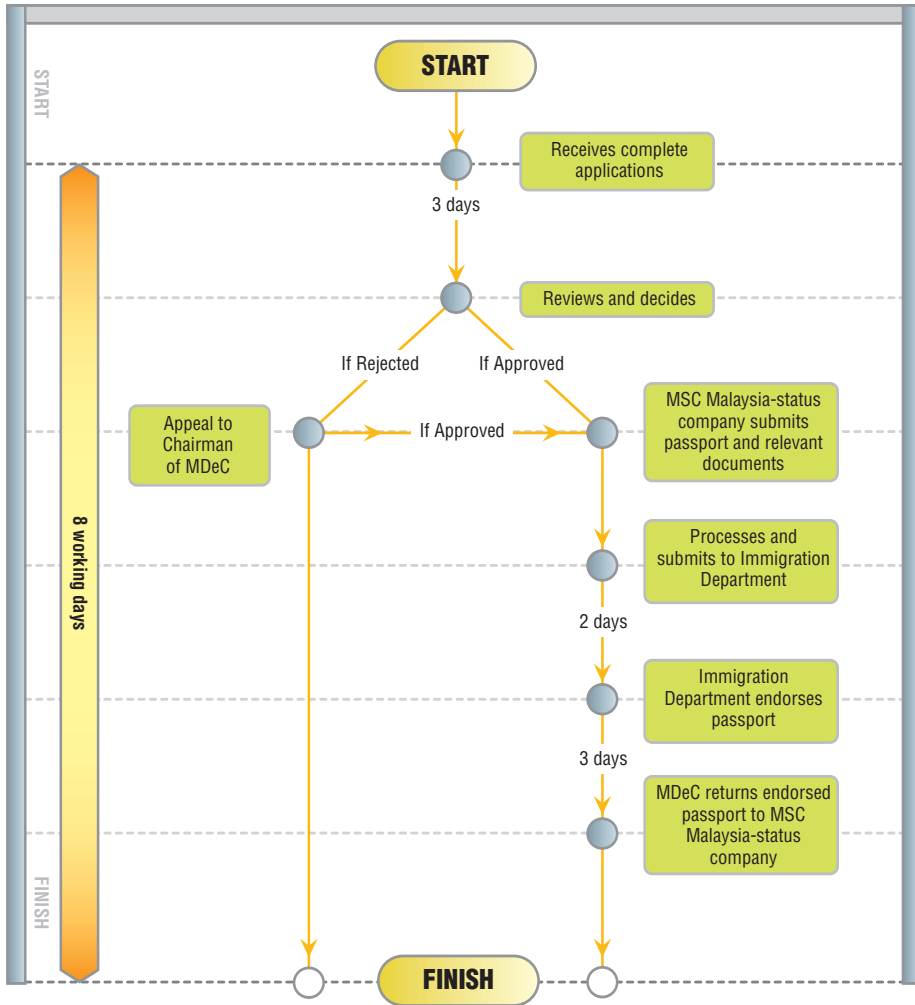 START
START
Receives complete
applications
3 days
Reviews and decides
If Rejected
If Approved
Appeal to
Chairman
of MDeC
If Approved
MSC Malaysia-status
company submits
passport and relevant
documents
8 working days
Processes and
submits to Immigration
Department
2 days
Immigration
Department endorses
passport
3 days
MDeC returns endorsed
passport to MSC
Malaysia-status
company
FINISH
FINISH